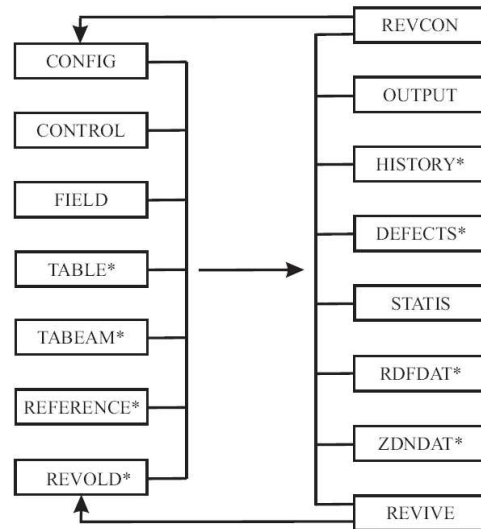 REVCON
CONFIG
OUTPUT
CONTROL
HISTORY*
FIELD
DEFECTS*
TABLE*
STATIS
TABEAM*
RDFDAT*
REFERENCE*
ZDNDAT*
REVOLD*
REVIVE